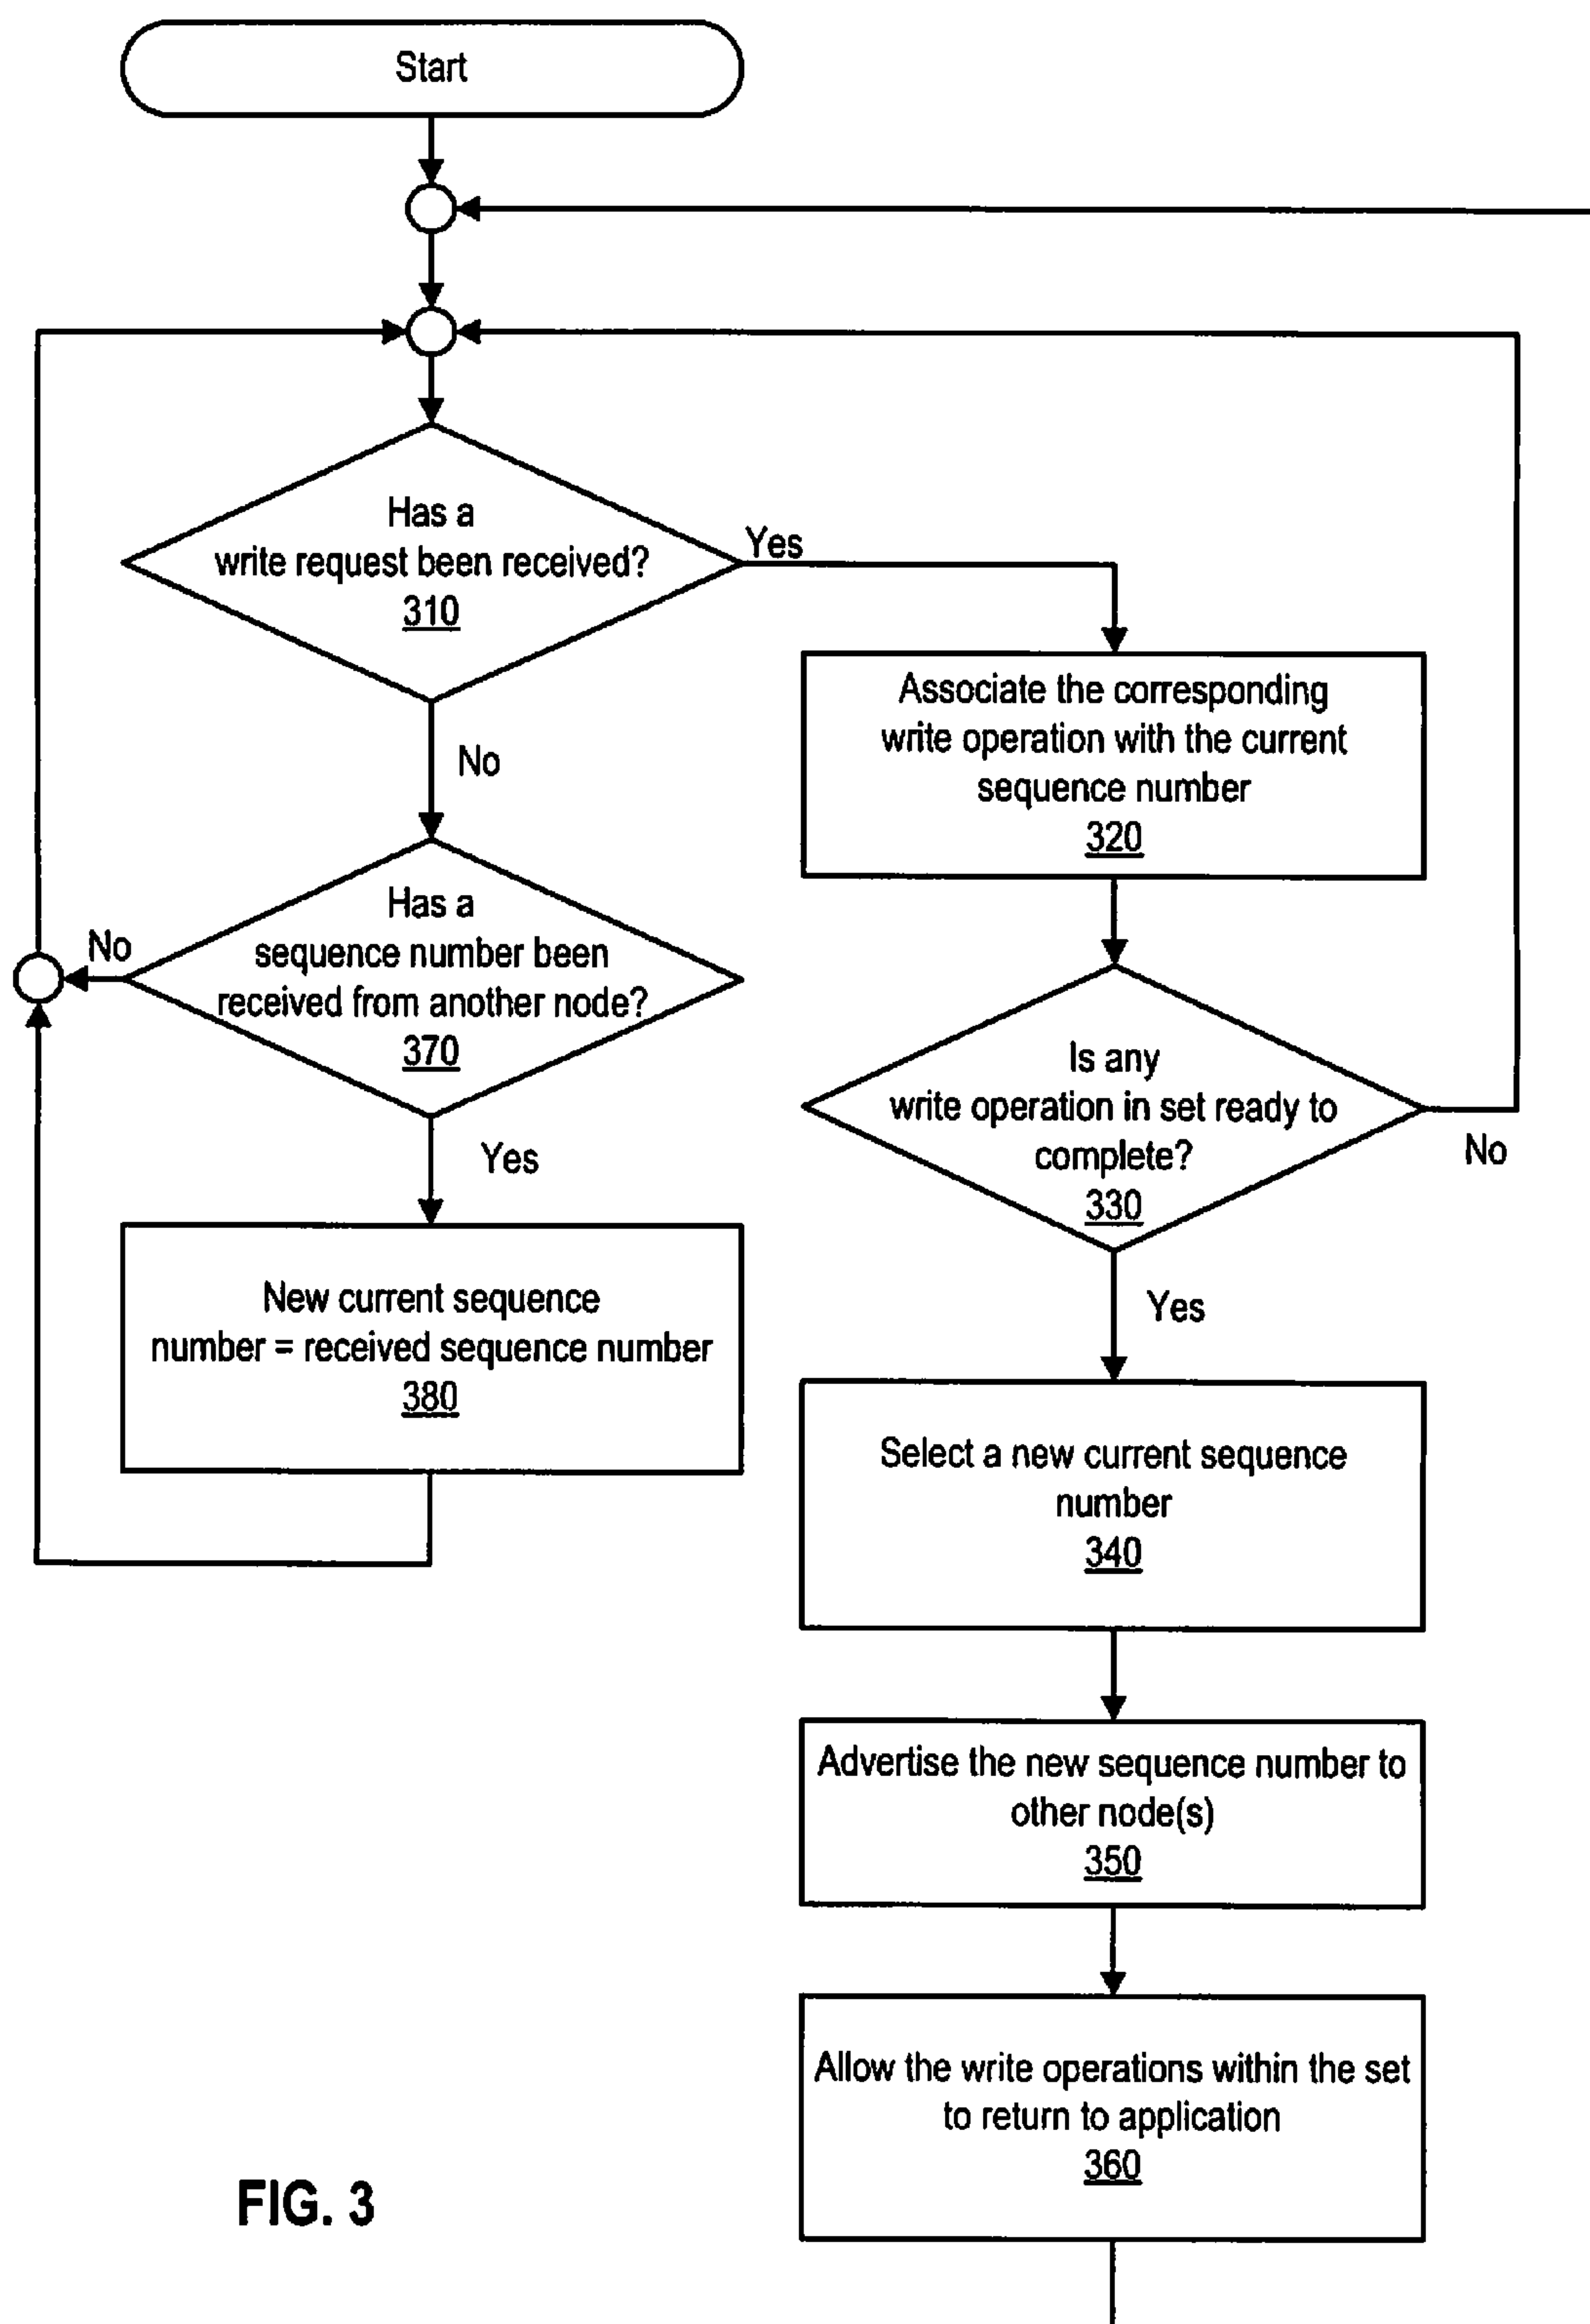 Start
Has a
write request been received?
310
Yes
No
Associate the corresponding
write operation with the current
sequence number
320
Has a
sequence number been
received from another node?
370
No
Yes
Is any
write operation in set ready to
complete?
330
No
Yes
New current sequence
number = received sequence number
380
Select a new current sequence
number
340
Advertise the new sequence number to
other node(s)
350
Allow the write operations within the set
to return to application
360
FIG. 3